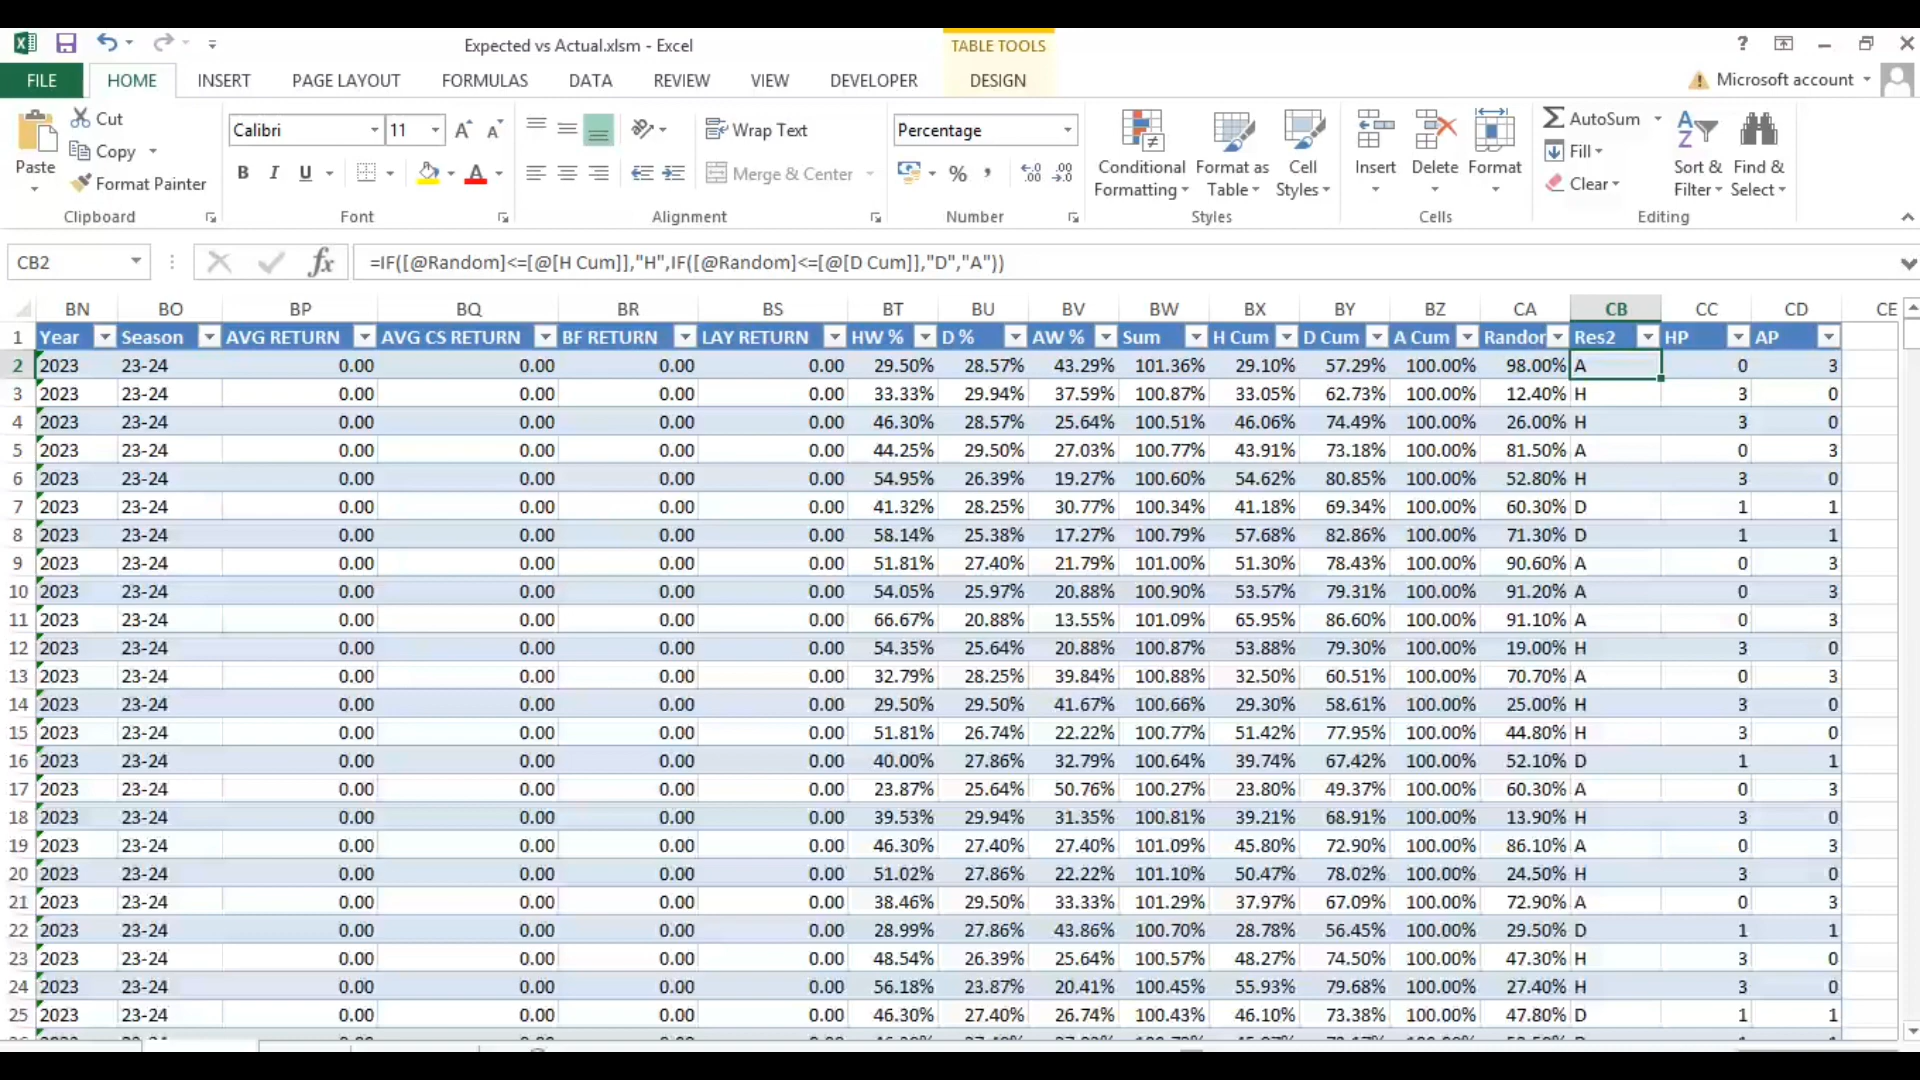 Expected vs Actual.xlsm - Excel
TABLE TOOLS
?
FILE HOME INSERT PAGE LAYOUT FORMULAS DATA REVIEW VIEW DEVELOPER DESIGN Microsoft account
Paste Cut Copy Format Painter Clipboard
Calibri 11 B I U Font
Wrap Text Merge & Center Alignment
Percentage % Number
Conditional Formatting Format as Table Cell Styles Styles
Insert Delete Format Cells
AutoSum Fill Clear Sort & Filter Find & Select Editing
CB2 fx =IF([@Random]<=[@[H Cum]],"H",IF([@Random]<=[@[D Cum]],"D","A"))
BN BO BP BQ BR BS BT BU BV BW BX BY BZ CA CB CC CD CE
1 Year Season AVG RETURN AVG CS RETURN BF RETURN LAY RETURN HW % D % AW % Sum H Cum D Cum A Cum Randor Res2 HP AP
2 2023 23-24 0.00 0.00 0.00 0.00 29.50% 28.57% 43.29% 101.36% 29.10% 57.29% 100.00% 98.00% A 0 3
3 2023 23-24 0.00 0.00 0.00 0.00 33.33% 29.94% 37.59% 100.87% 33.05% 62.73% 100.00% 12.40% H 3 0
4 2023 23-24 0.00 0.00 0.00 0.00 46.30% 28.57% 25.64% 100.51% 46.06% 74.49% 100.00% 26.00% H 3 0
5 2023 23-24 0.00 0.00 0.00 0.00 44.25% 29.50% 27.03% 100.77% 43.91% 73.18% 100.00% 81.50% A 0 3
6 2023 23-24 0.00 0.00 0.00 0.00 54.95% 26.39% 19.27% 100.60% 54.62% 80.85% 100.00% 52.80% H 3 0
7 2023 23-24 0.00 0.00 0.00 0.00 41.32% 28.25% 30.77% 100.34% 41.18% 69.34% 100.00% 60.30% D 1 1
8 2023 23-24 0.00 0.00 0.00 0.00 58.14% 25.38% 17.27% 100.79% 57.68% 82.86% 100.00% 71.30% D 1 1
9 2023 23-24 0.00 0.00 0.00 0.00 51.81% 27.40% 21.79% 101.00% 51.30% 78.43% 100.00% 90.60% A 0 3
10 2023 23-24 0.00 0.00 0.00 0.00 54.05% 25.97% 20.88% 100.90% 53.57% 79.31% 100.00% 91.20% A 0 3
11 2023 23-24 0.00 0.00 0.00 0.00 66.67% 20.88% 13.55% 101.09% 65.95% 86.60% 100.00% 91.10% A 0 3
12 2023 23-24 0.00 0.00 0.00 0.00 54.35% 25.64% 20.88% 100.87% 53.88% 79.30% 100.00% 19.00% H 3 0
13 2023 23-24 0.00 0.00 0.00 0.00 32.79% 28.25% 39.84% 100.88% 32.50% 60.51% 100.00% 70.70% A 0 3
14 2023 23-24 0.00 0.00 0.00 0.00 29.50% 29.50% 41.67% 100.66% 29.30% 58.61% 100.00% 25.00% H 3 0
15 2023 23-24 0.00 0.00 0.00 0.00 51.81% 26.74% 22.22% 100.77% 51.42% 77.95% 100.00% 44.80% H 3 0
16 2023 23-24 0.00 0.00 0.00 0.00 40.00% 27.86% 32.79% 100.64% 39.74% 67.42% 100.00% 52.10% D 1 1
17 2023 23-24 0.00 0.00 0.00 0.00 23.87% 25.64% 50.76% 100.27% 23.80% 49.37% 100.00% 60.30% A 0 3
18 2023 23-24 0.00 0.00 0.00 0.00 39.53% 29.94% 31.35% 100.81% 39.21% 68.91% 100.00% 13.90% H 3 0
19 2023 23-24 0.00 0.00 0.00 0.00 46.30% 27.40% 27.40% 101.09% 45.80% 72.90% 100.00% 86.10% A 0 3
20 2023 23-24 0.00 0.00 0.00 0.00 51.02% 27.86% 22.22% 101.10% 50.47% 78.02% 100.00% 24.50% H 3 0
21 2023 23-24 0.00 0.00 0.00 0.00 38.46% 29.50% 33.33% 101.29% 37.97% 67.09% 100.00% 72.90% A 0 3
22 2023 23-24 0.00 0.00 0.00 0.00 28.99% 27.86% 43.86% 100.70% 28.78% 56.45% 100.00% 29.50% D 1 1
23 2023 23-24 0.00 0.00 0.00 0.00 48.54% 26.39% 25.64% 100.57% 48.27% 74.50% 100.00% 47.30% H 3 0
24 2023 23-24 0.00 0.00 0.00 0.00 56.18% 23.87% 20.41% 100.45% 55.93% 79.68% 100.00% 27.40% H 3 0
25 2023 23-24 0.00 0.00 0.00 0.00 46.30% 27.40% 26.74% 100.43% 46.10% 73.38% 100.00% 47.80% D 1 1